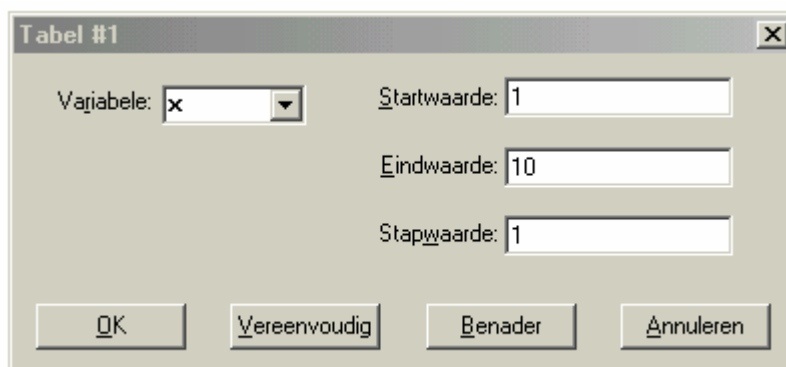 Tabel #1
Variabele: x
Startwaarde: 1
Eindwaarde: 10
Stapwaarde: 1
OK Vereenvoudig Benader Annuleren